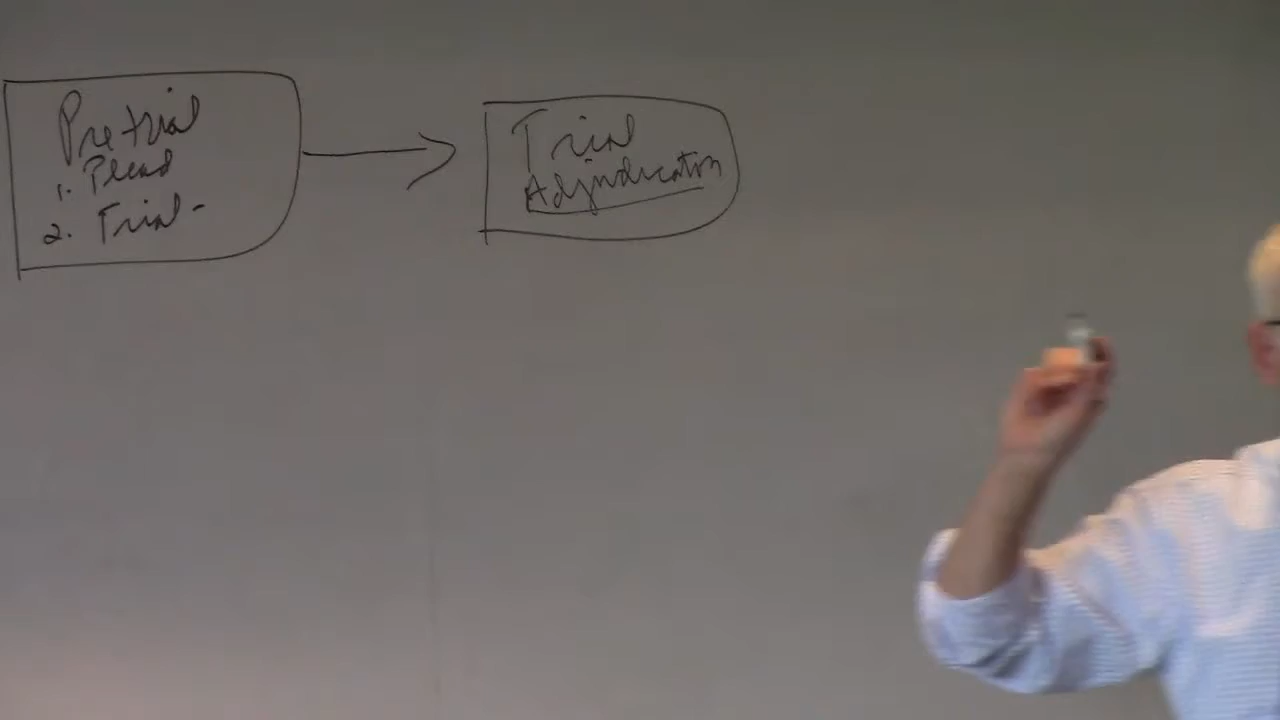 Pretrial
1. Plead
2. Trial -
Trial
Adjudication